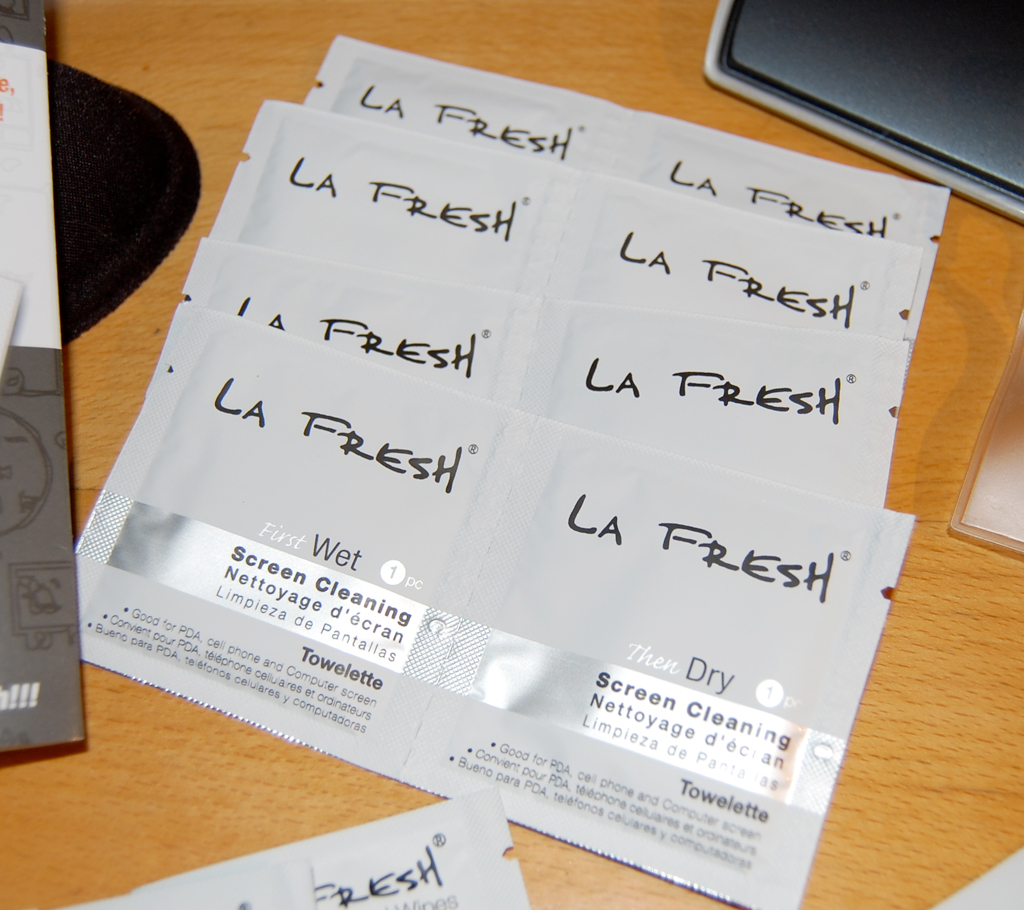 LA FRESH®
LA FRESH®
LA FRESH®
LA FRESH®
LA FRESH®
LA FRESH®
LA FRESH®
First Wet 1 pc
Screen Cleaning
Nettoyage d'écran
Limpieza de Pantallas
Towelette
• Good for PDA, cell phone and Computer screen
• Convient pour PDA, téléphone cellulaires et ordinateurs
• Bueno para PDA, teléfonos celulares y computadoras
LA FRESH®
Then Dry 1 pc
Screen Cleaning
Nettoyage d'écran
Limpieza de Pantallas
Towelette
• Good for PDA, cell phone and Computer screen
• Convient pour PDA, téléphone cellulaires et ordinateurs
• Bueno para PDA, teléfonos celulares y computadoras
FRESH®
Wipes
e,
!
h!!!